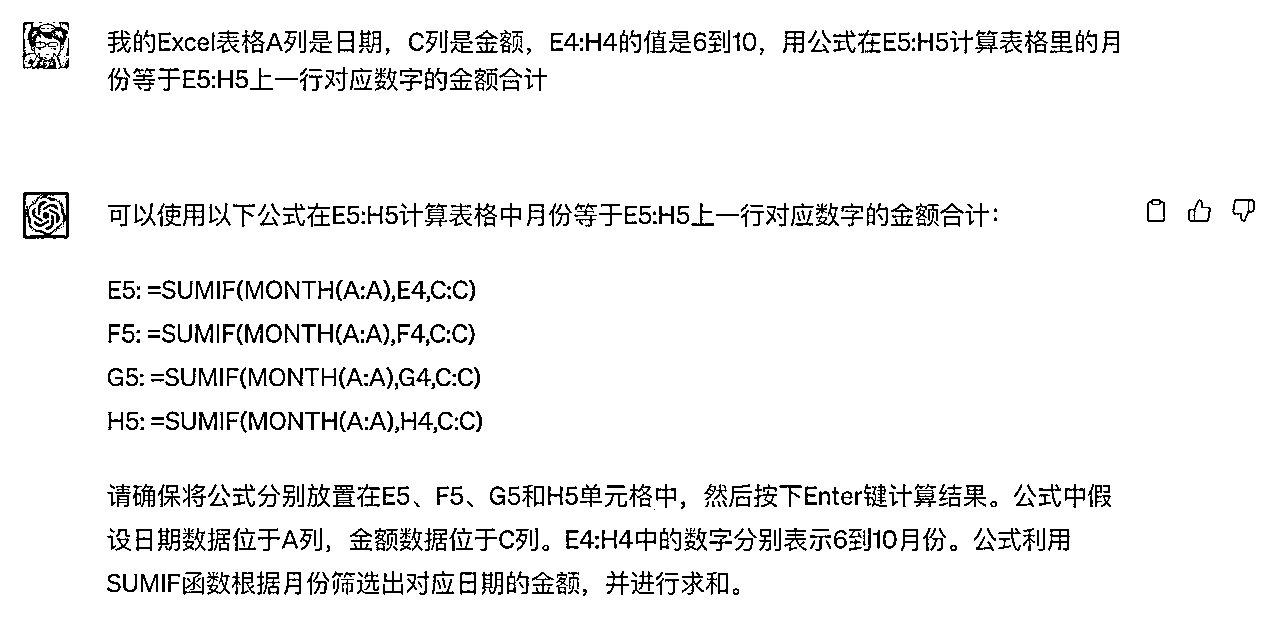 我的Excel表格A列是日期，C列是金额，E4:H4的值是6到10，用公式在E5:H5计算表格里的月
份等于E5:H5上一行对应数字的金额合计
可以使用以下公式在E5:H5计算表格中月份等于E5:H5上一行对应数字的金额合计：
E5: =SUMIF(MONTH(A:A),E4,C:C)
F5: =SUMIF(MONTH(A:A),F4,C:C)
G5: =SUMIF(MONTH(A:A),G4,C:C)
H5: =SUMIF(MONTH(A:A),H4,C:C)
请确保将公式分别放置在E5、F5、G5和H5单元格中，然后按下Enter键计算结果。公式中假
设日期数据位于A列，金额数据位于C列。E4:H4中的数字分别表示6到10月份。公式利用
SUMIF函数根据月份筛选出对应日期的金额，并进行求和。